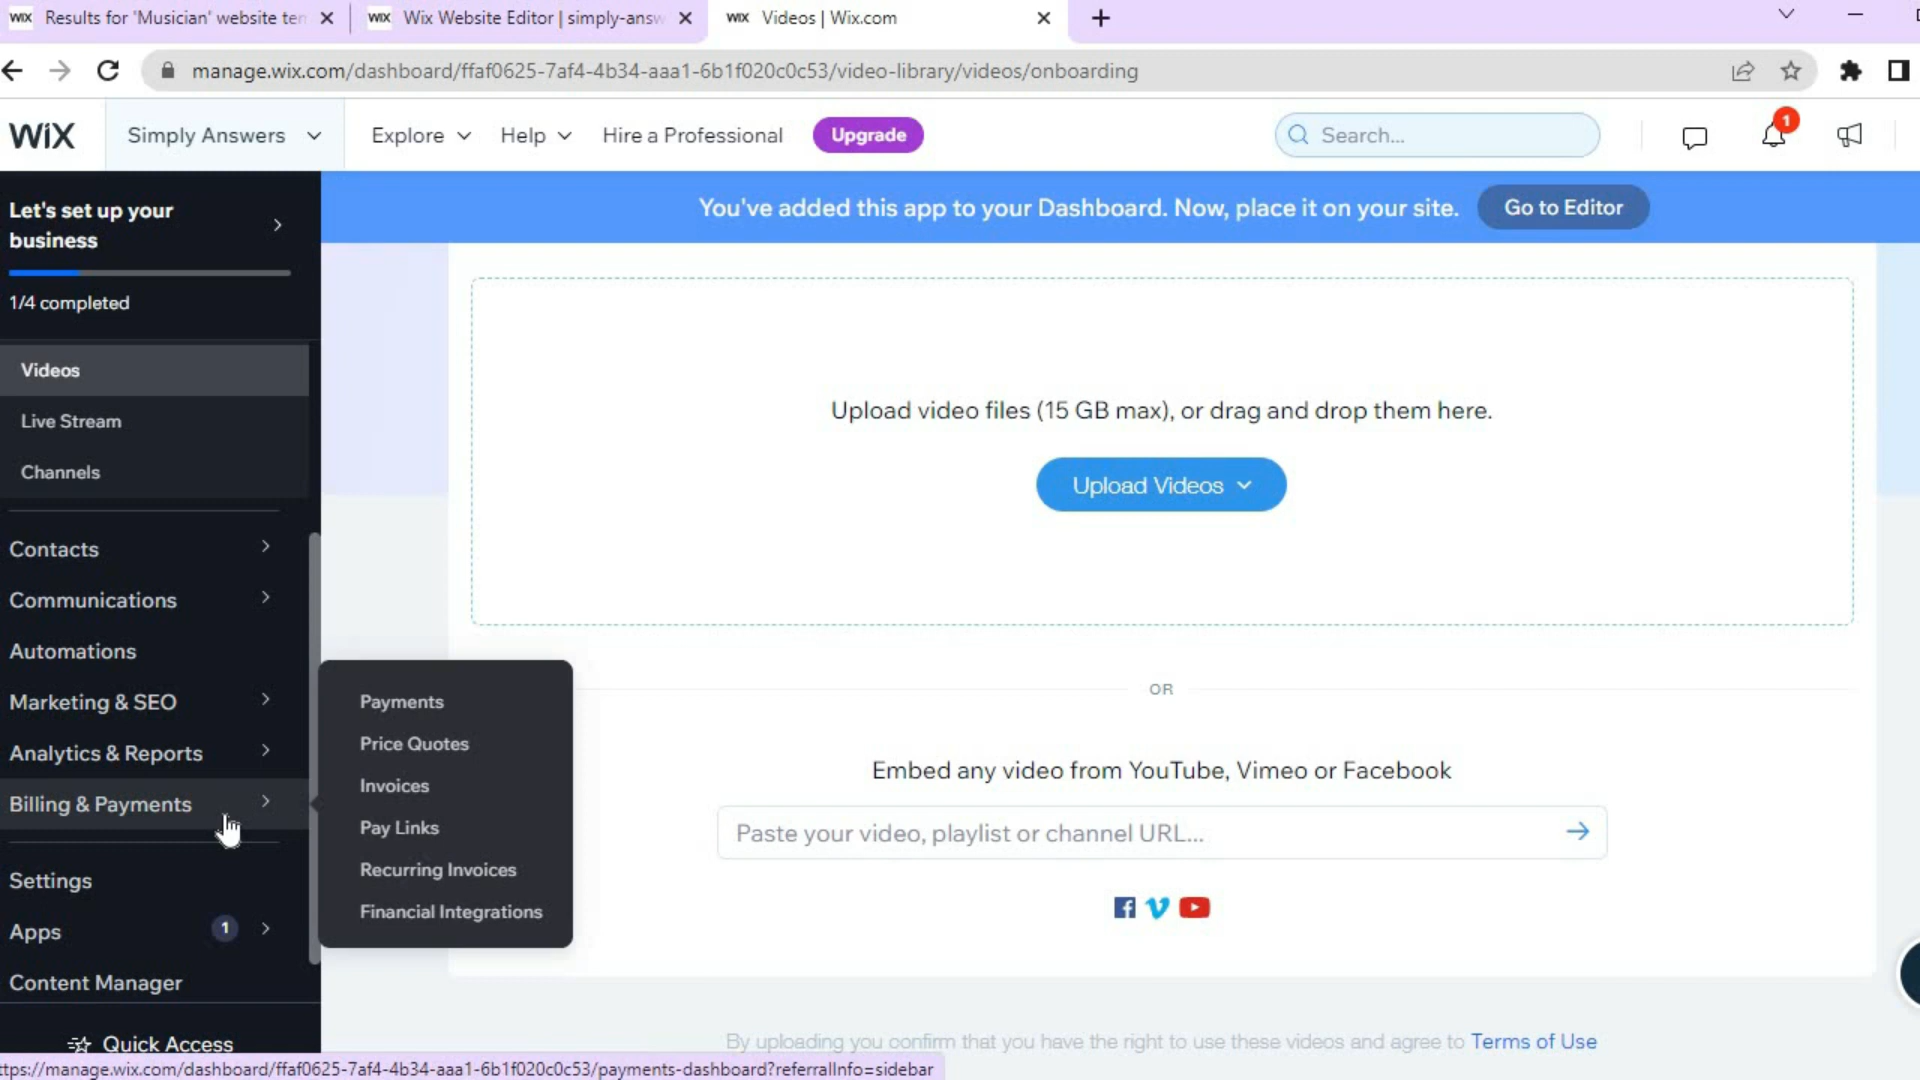 WiX Results for 'Musician' website ten
WiX Wix Website Editor | simply-answ
WiX Videos | Wix.com
manage.wix.com/dashboard/ffaf0625-7af4-4b34-aaa1-6b1f020c0c53/video-library/videos/onboarding
WiX
Simply Answers
Explore
Help
Hire a Professional
Upgrade
Search...
1
Let's set up your
business
1/4 completed
Videos
Live Stream
Channels
Contacts
Communications
Automations
Marketing & SEO
Analytics & Reports
Billing & Payments
Settings
Apps 1
Content Manager
Quick Access
Payments
Price Quotes
Invoices
Pay Links
Recurring Invoices
Financial Integrations
You've added this app to your Dashboard. Now, place it on your site.
Go to Editor
Upload video files (15 GB max), or drag and drop them here.
Upload Videos
OR
Embed any video from YouTube, Vimeo or Facebook
Paste your video, playlist or channel URL...
By uploading you confirm that you have the right to use these videos and agree to Terms of Use
ttps://manage.wix.com/dashboard/ffaf0625-7af4-4b34-aaa1-6b1f020c0c53/payments-dashboard?referralInfo=sidebar